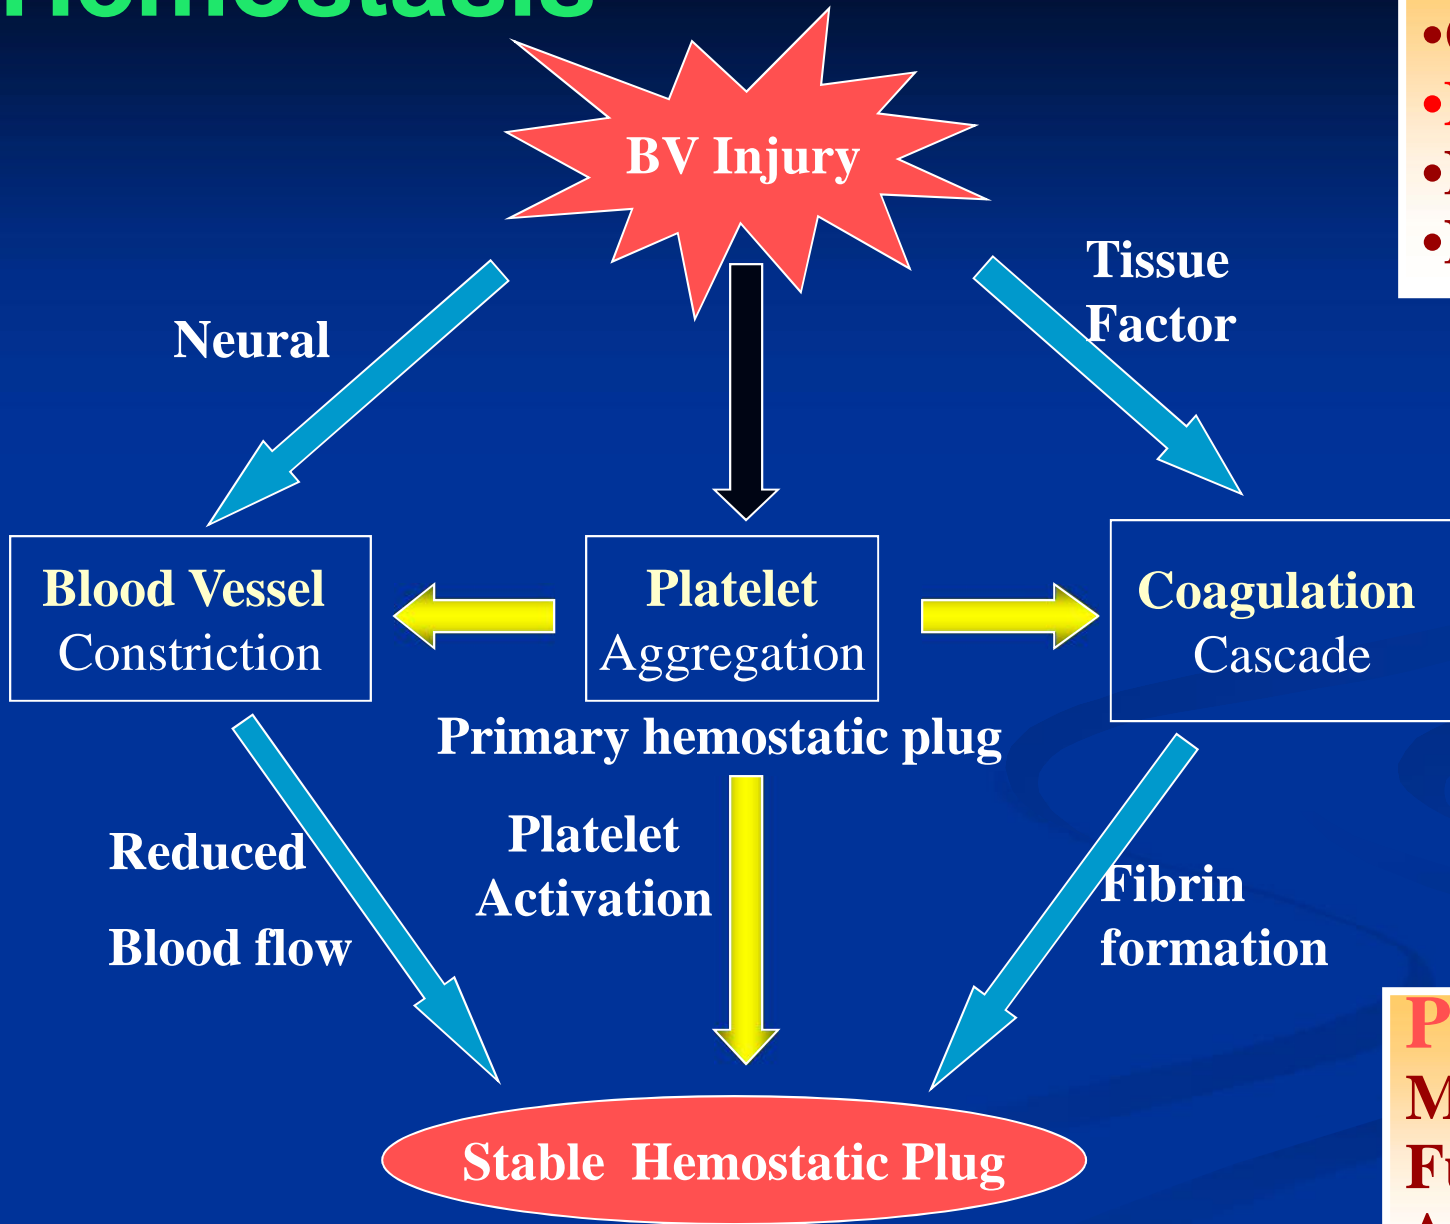 Hemostasis
BV Injury
Tissue
Factor
Neural
Blood Vessel
Constriction
Platelet
Aggregation
Coagulation
Cascade
Primary hemostatic plug
Platelet
Activation
Reduced
Blood flow
Fibrin
formation
Stable Hemostatic Plug